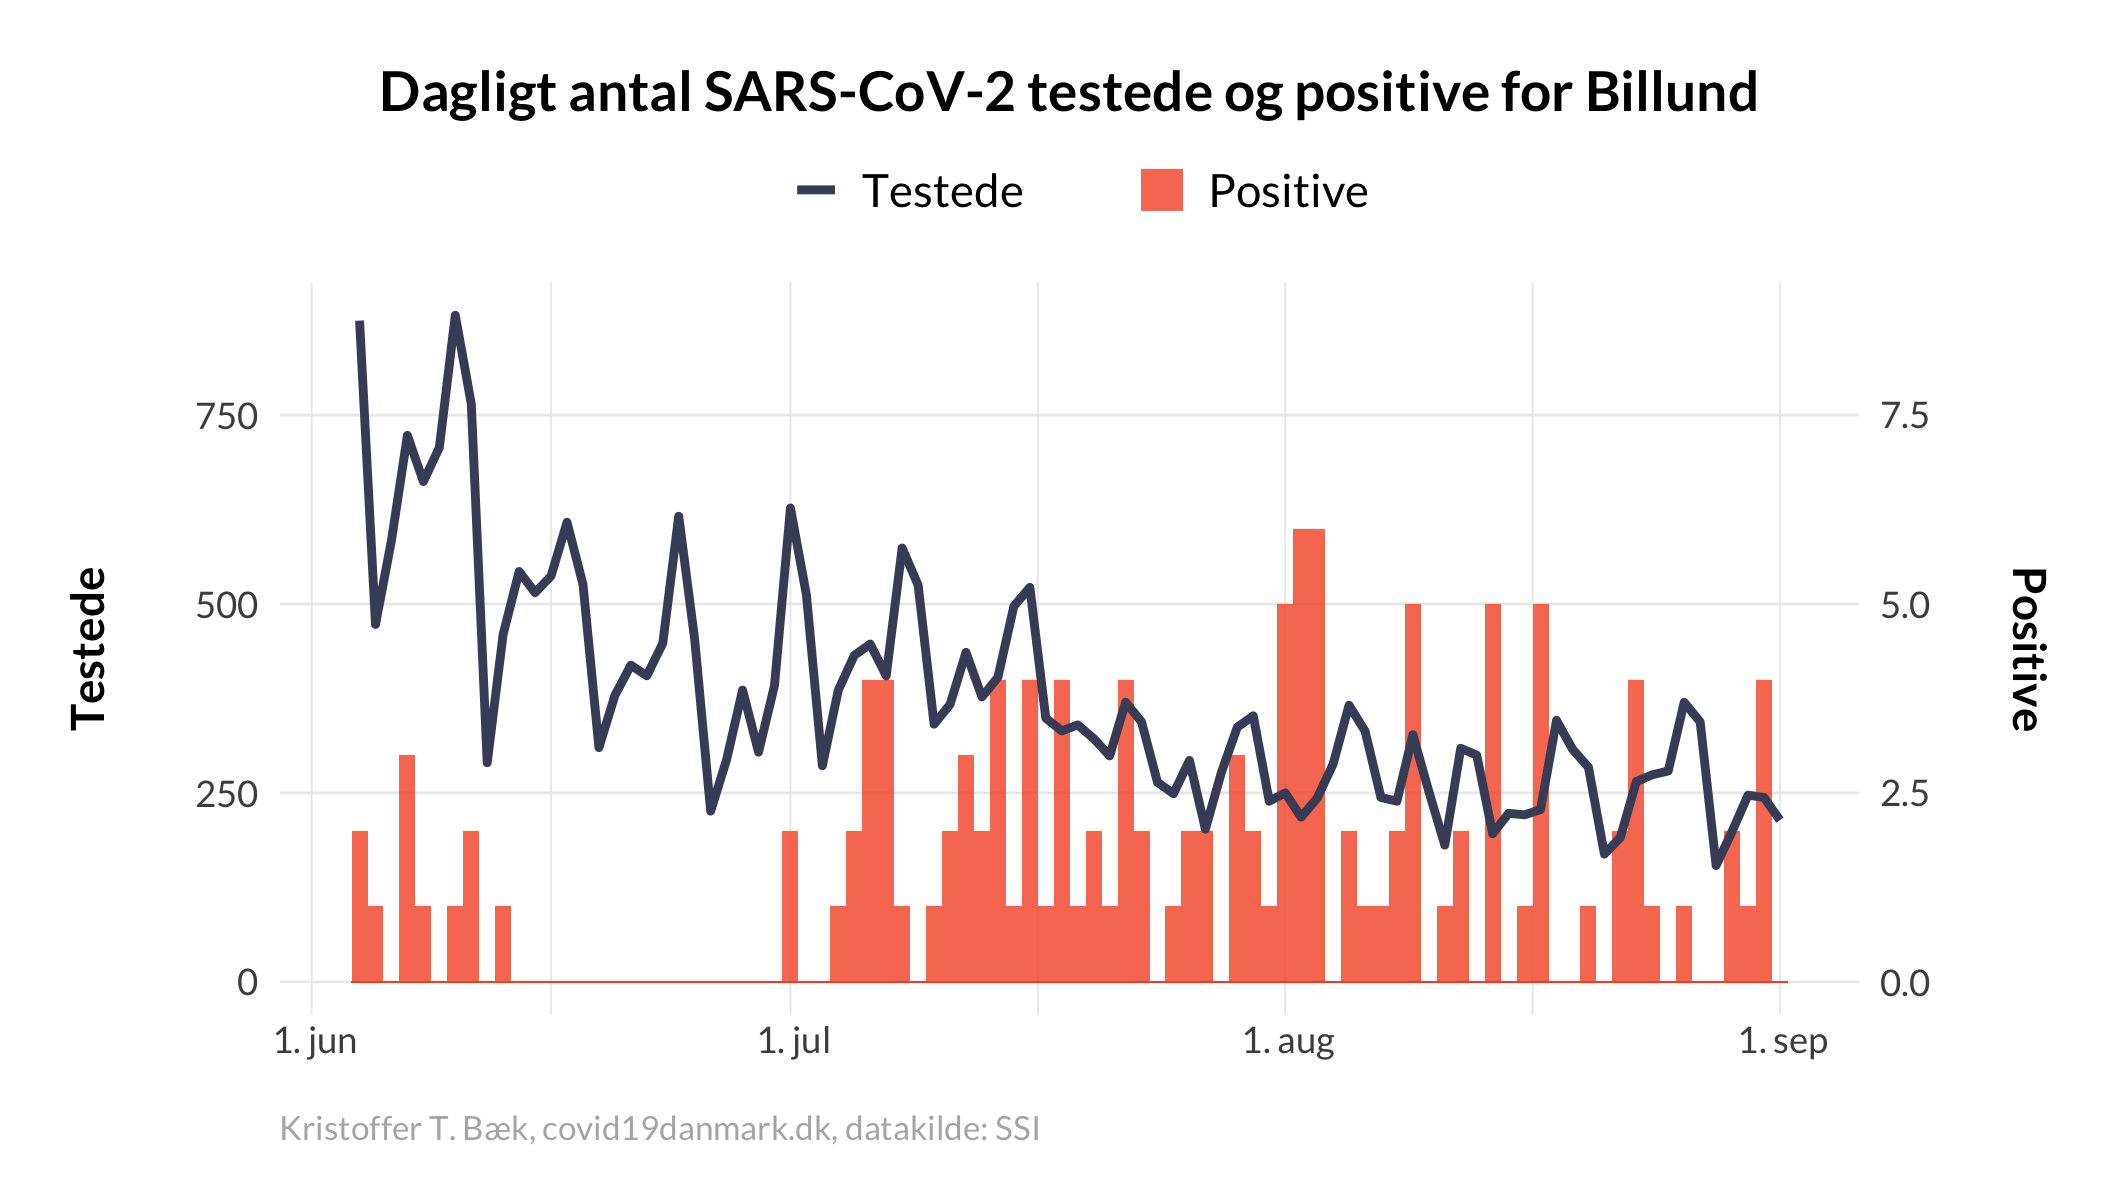 Dagligt antal SARS-CoV-2 testede og positive for Billund
Testede
Positive
750
500
250
0
Testede
7.5
5.0
2.5
0.0
Positive
1. jun
1. jul
1. aug
1. sep
Kristoffer T. Bæk, covid19danmark.dk, datakilde: SSI